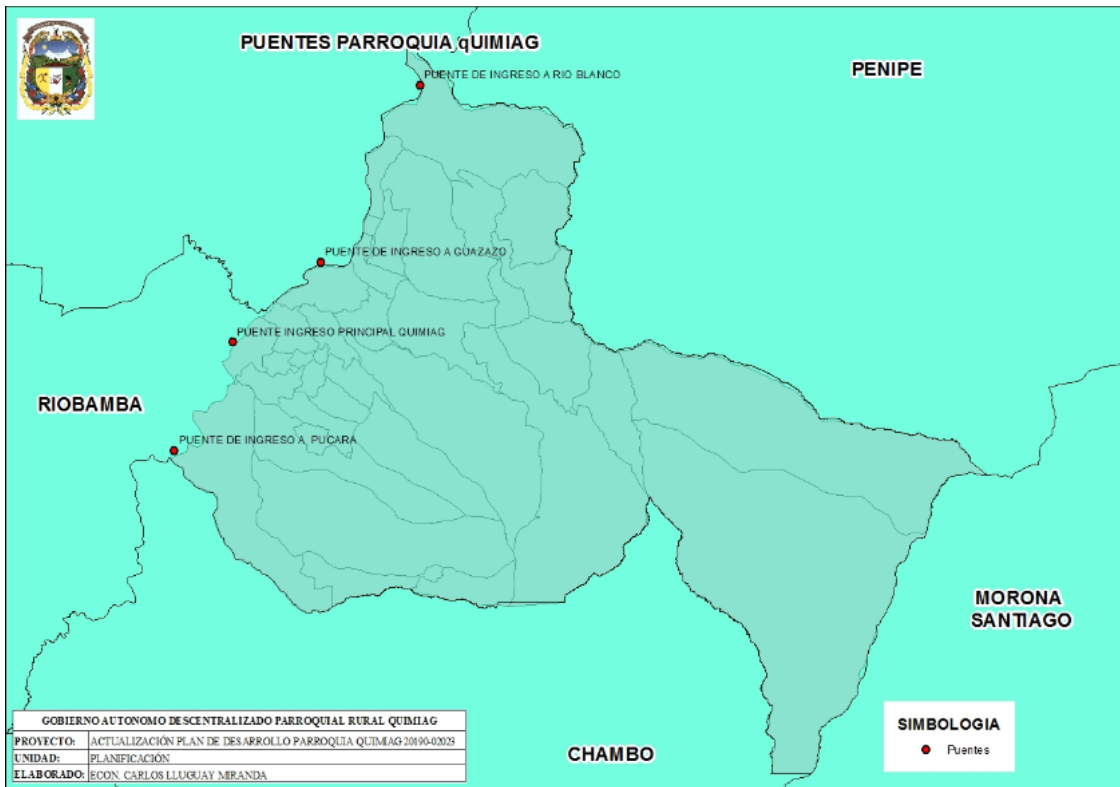 PUENTES PARROQUIA qUIMIAG
PUENTE DE INGRESO A RIO BLANCO
PENIPE
PUENTE DE INGRESO A GUAZAZO
PUENTE INGRESO PRINCIPAL QUIMIAG
RIOBAMBA
PUENTE DE INGRESO A, PUCARA
MORONA
SANTIAGO
CHAMBO
SIMBOLOGIA
Puentes
GOBIERNO AUTONOMO DESCENTRALIZADO PARROQUIAL RURAL QUIMIAG
PROYECTO: ACTUALIZACIÓN PLAN DE DESARROLLO PARROQUIA QUIMIAG 20190-02023
UNIDAD: PLANIFICACIÓN
ELABORADO: ECON. CARLOS LLUGUAY MIRANDA